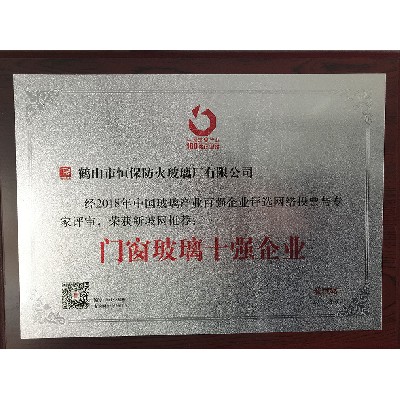 鹤山市恒保防火玻璃厂有限公司
经2018年中国玻璃产业百强企业评选网络投票与专
家评审，荣获新玻网推荐：
门窗玻璃十强企业